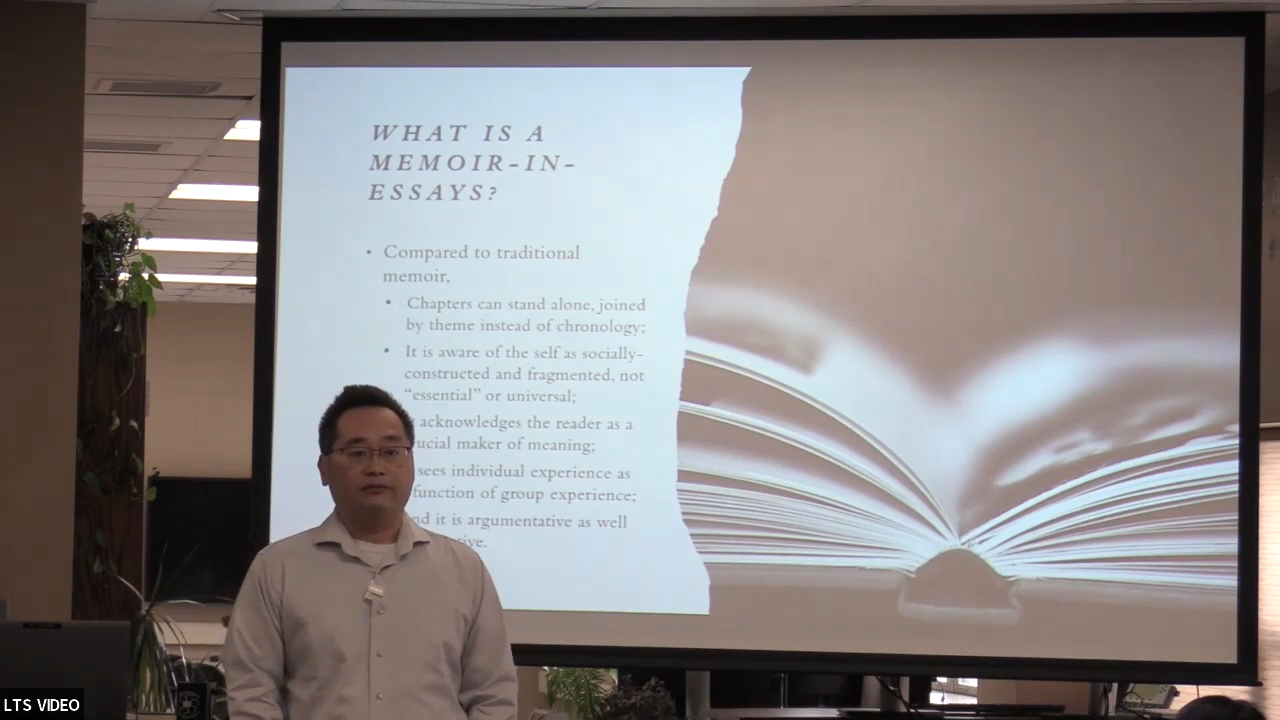 WHAT IS A
MEMOIR-IN-
ESSAYS?
• Compared to traditional
memoir,
• Chapters can stand alone, joined
by theme instead of chronology;
• It is aware of the self as socially-
constructed and fragmented, not
“essential” or universal;
acknowledges the reader as a
maker of meaning;
sees individual experience as
function of group experience;
it is argumentative as well
LTS VIDEO